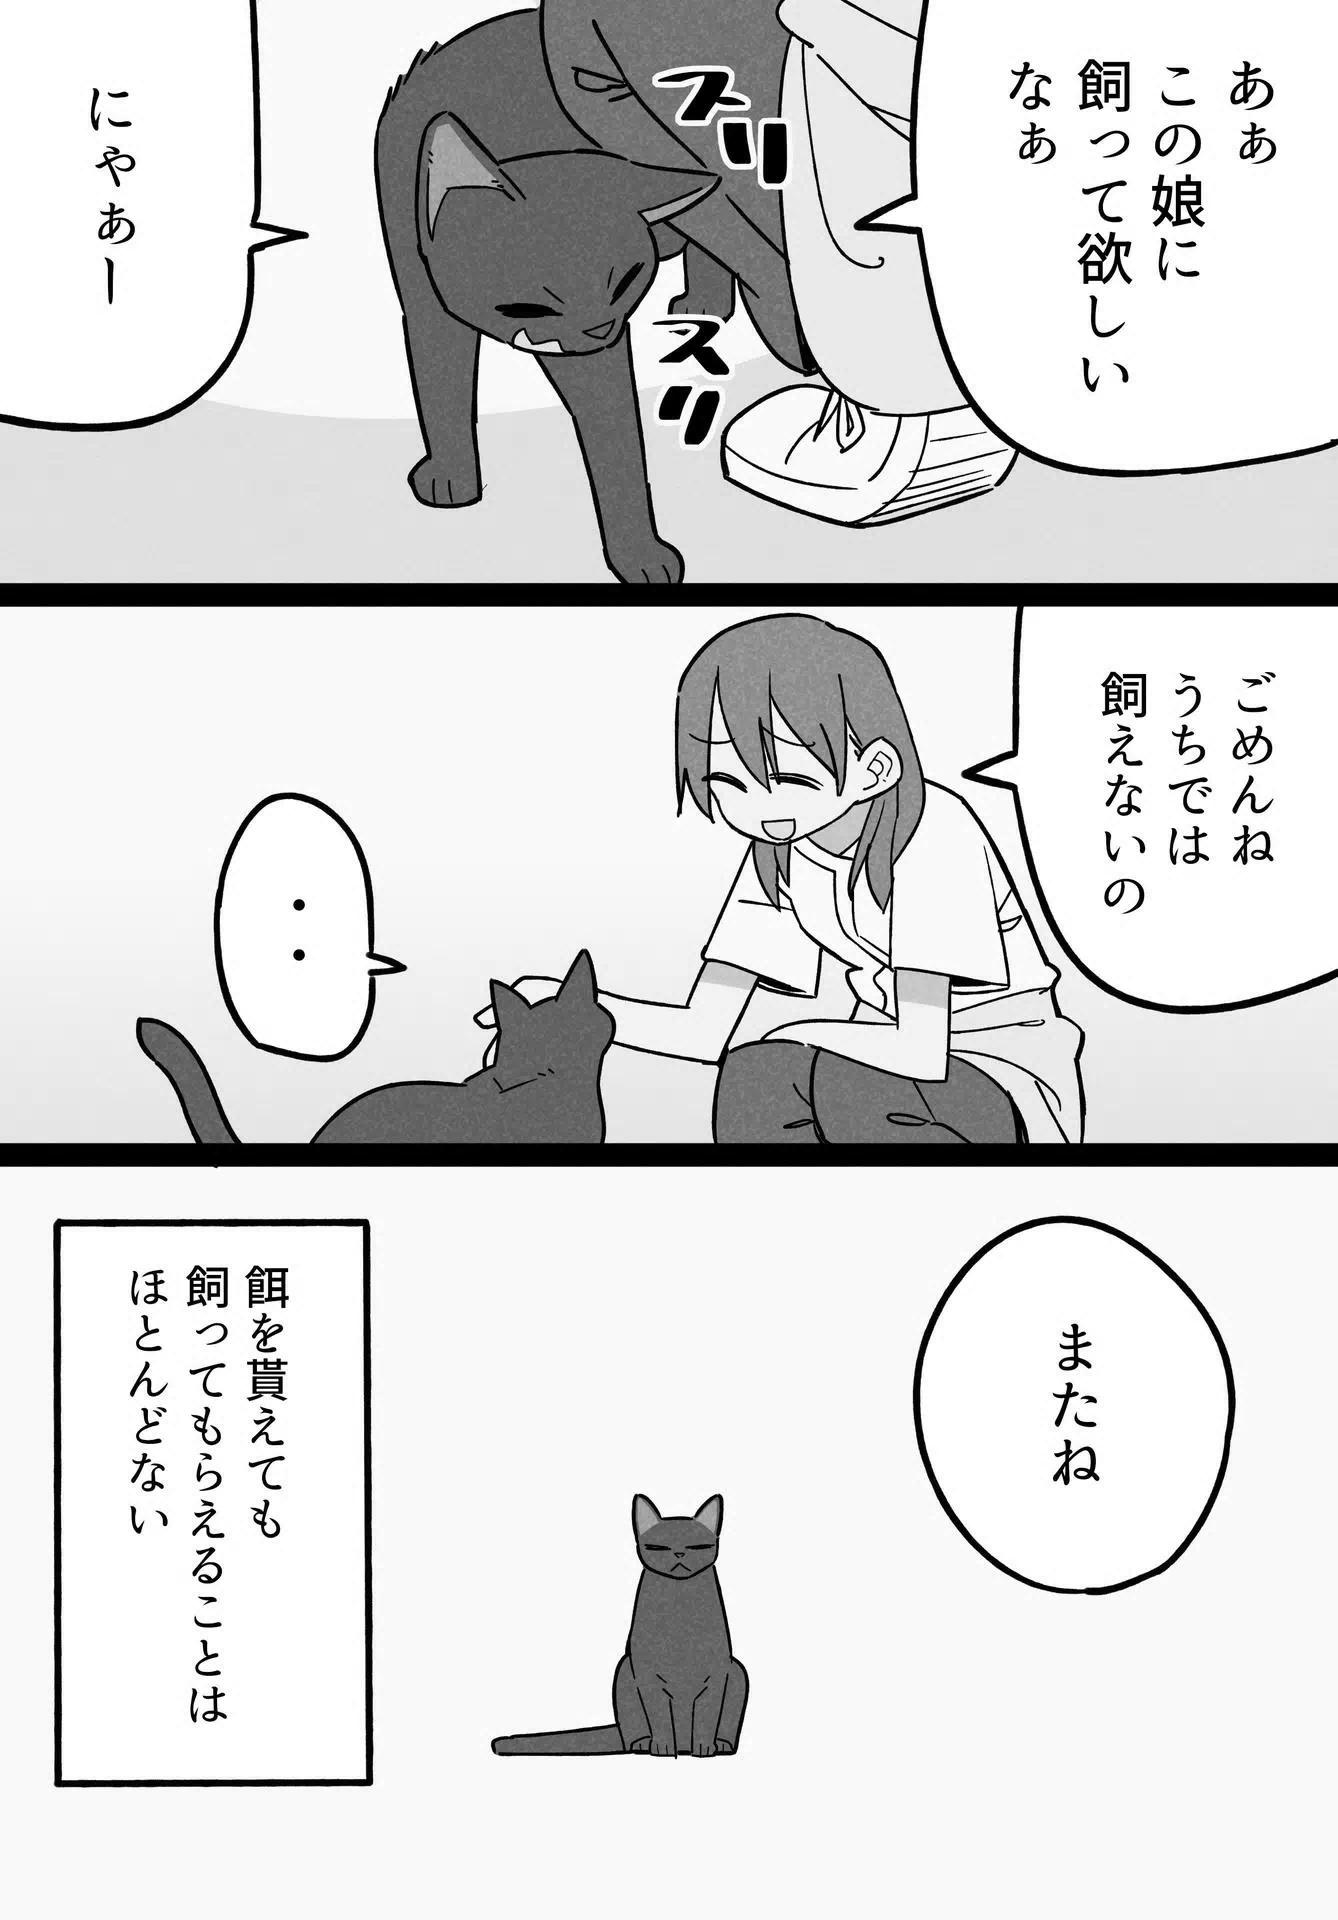 あぁ
この娘に
飼って欲しい
なぁ
スリ
スリ
にゃあー
ごめんね
うちでは
飼えないの
：
またね
餌を貰えても
飼ってもらえることは
ほとんどない